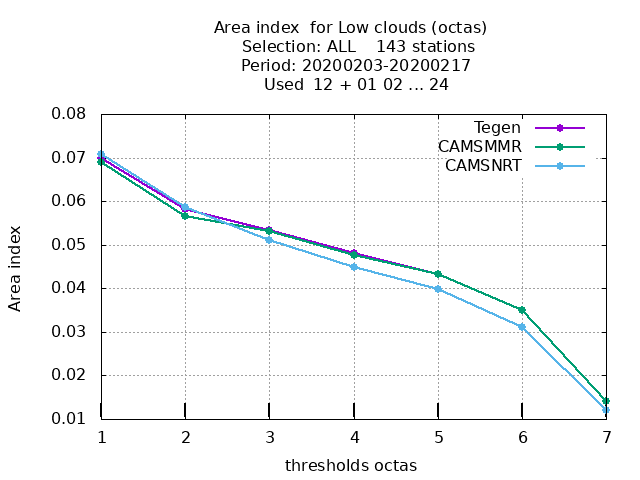 Area index  for Low clouds (octas)
Selection: ALL    143 stations
Period: 20200203-20200217
Used  12 + 01 02 ... 24
Tegen
CAMSMMR
CAMSNRT
Area index
0.08
0.07
0.06
0.05
0.04
0.03
0.02
0.01
1 2 3 4 5 6 7
thresholds octas